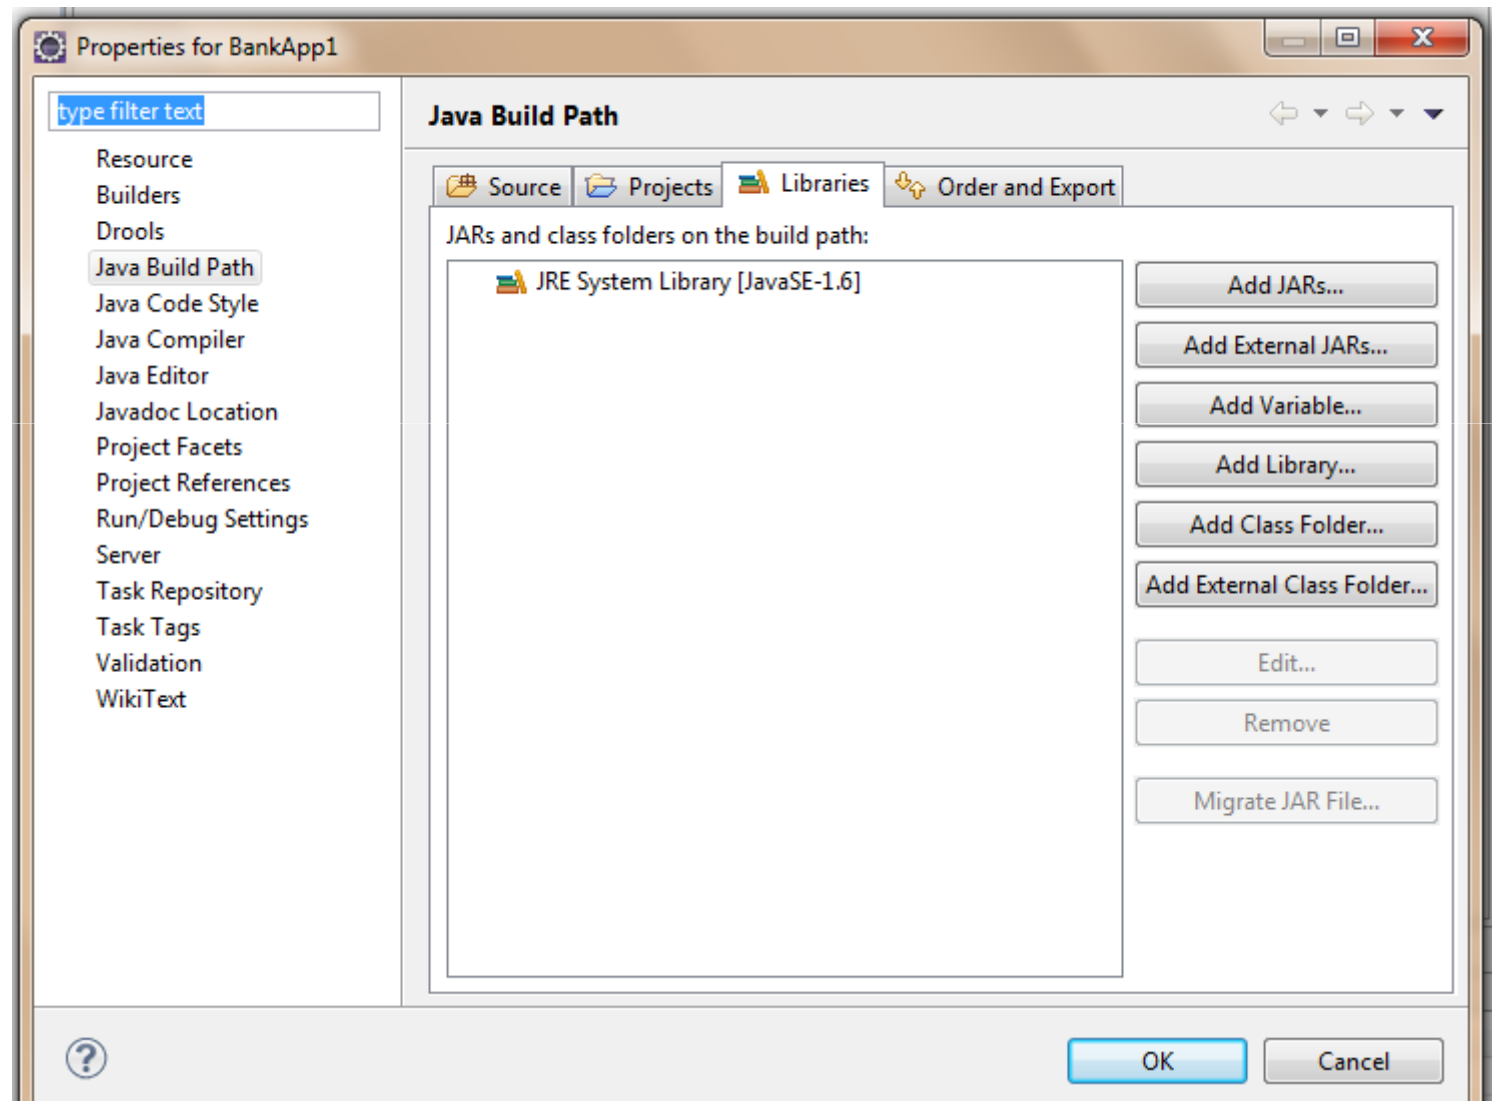 Properties for BankApp1
type filter text
Resource
Builders
Drools
Java Build Path
Java Code Style
Java Compiler
Java Editor
Javadoc Location
Project Facets
Project References
Run/Debug Settings
Server
Task Repository
Task Tags
Validation
WikiText
Java Build Path
Source Projects Libraries Order and Export
JARs and class folders on the build path:
JRE System Library [JavaSE-1.6]
Add JARs...
Add External JARs...
Add Variable...
Add Library...
Add Class Folder...
Add External Class Folder...
Edit...
Remove
Migrate JAR File...
?
OK Cancel